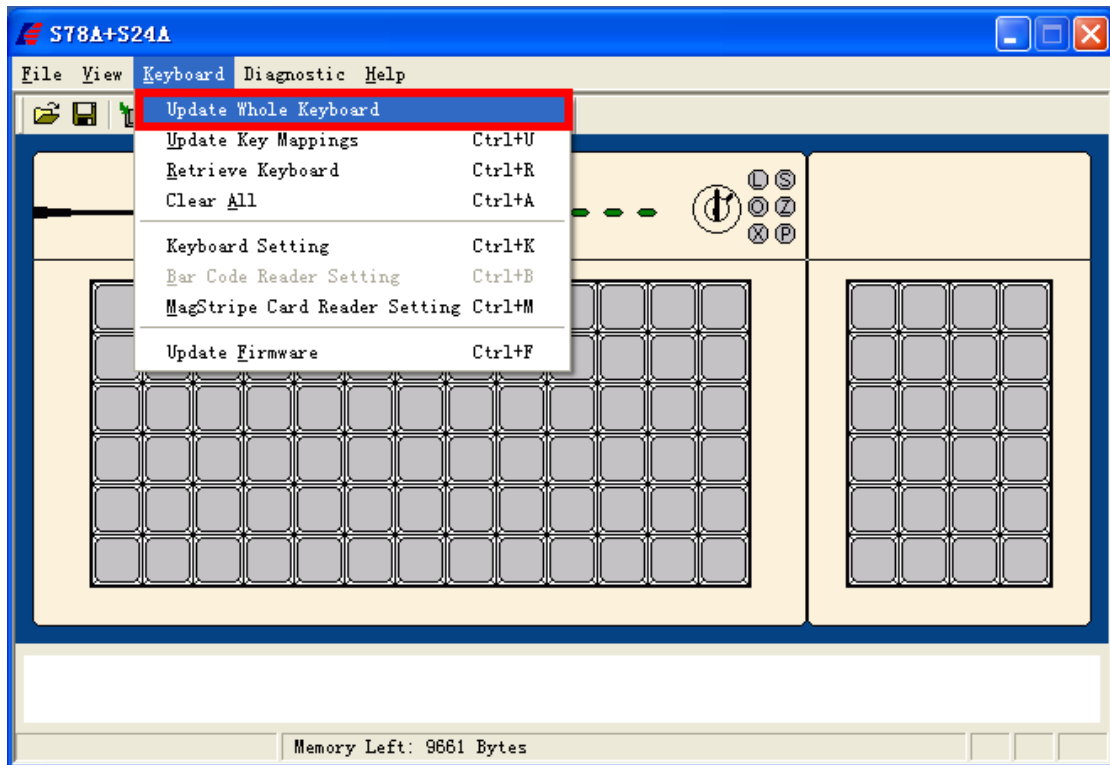 S78A+S24A
File View Keyboard Diagnostic Help
Update Whole Keyboard
Update Key Mappings Ctrl+U
Retrieve Keyboard Ctrl+R
Clear All Ctrl+A
Keyboard Setting Ctrl+K
Bar Code Reader Setting Ctrl+B
MagStripe Card Reader Setting Ctrl+M
Update Firmware Ctrl+F
L S
O Z
X P
Memory Left: 9661 Bytes